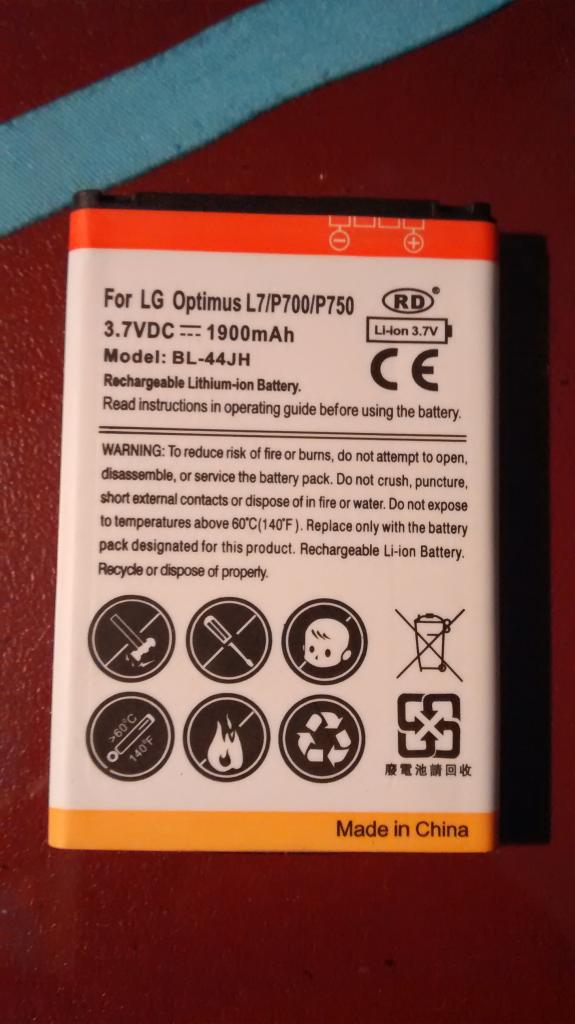 For LG Optimus L7/P700/P750
RD®
3.7VDC 1900mAh
Li-ion 3.7V
Model: BL-44JH
CE
Rechargeable Lithium-ion Battery.
Read instructions in operating guide before using the battery.
WARNING: To reduce risk of fire or burns, do not attempt to open,
disassemble, or service the battery pack. Do not crush, puncture,
short external contacts or dispose of in fire or water. Do not expose
to temperatures above 60°C(140°F). Replace only with the battery
pack designated for this product. Rechargeable Li-ion Battery.
Recycle or dispose of properly.
>60°C
140°F
廢電池請回收
Made in China